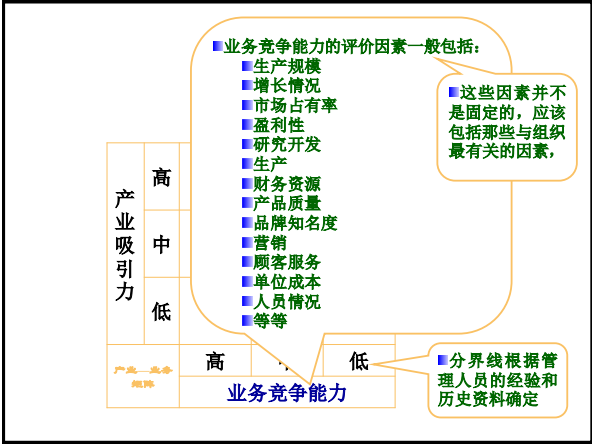 业务竞争能力的评价因素一般包括：
生产规模
增长情况
市场占有率
盈利性
研究开发
生产
财务资源
产品质量
品牌知名度
营销
顾客服务
单位成本
人员情况
等等
这些因素并不
是固定的，应该
包括那些与组织
最有关的因素，
产业吸引力
高
中
低
产业—业务
矩阵
高
低
业务竞争能力
分界线根据管
理人员的经验和
历史资料确定